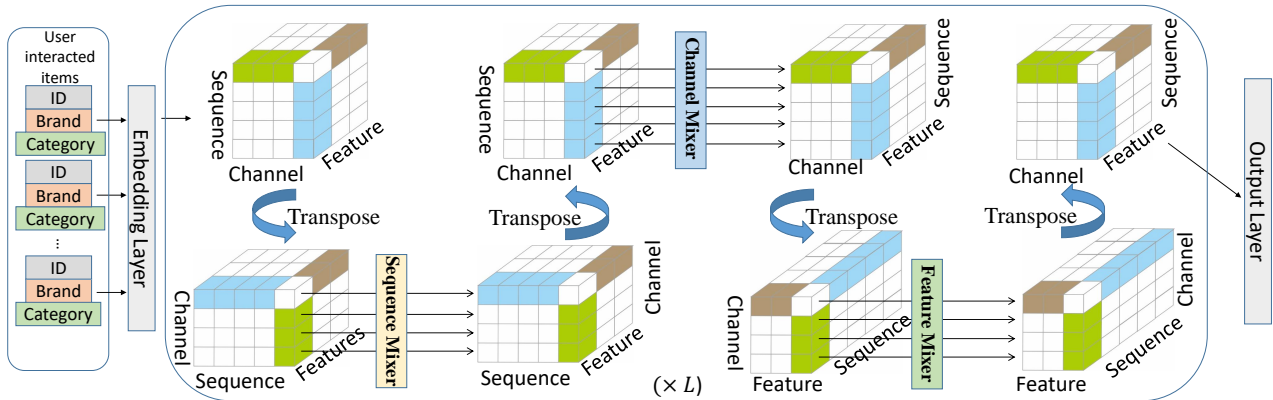 User
interacted
items
ID
Brand
Category
ID
Brand
Category
...
ID
Brand
Category
Embedding Layer
Sequence
Channel
Feature
Transpose
Channel
Sequence
Features
Sequence Mixer
Sequence
Feature
Channel
Transpose
Sequence
Channel
Feature
Channel Mixer
Channel
Feature
Sequence
Transpose
Channel
Feature
Sequence
Feature Mixer
Feature
Sequence
Channel
Transpose
Channel
Feature
Sequence
(× L)
Output Layer